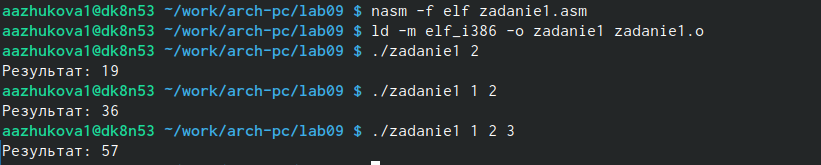 aazhukova1@dk8n53 ~/work/arch-pc/lab09 $ nasm -f elf zadanie1.asm
aazhukova1@dk8n53 ~/work/arch-pc/lab09 $ ld -m elf_i386 -o zadanie1 zadanie1.o
aazhukova1@dk8n53 ~/work/arch-pc/lab09 $ ./zadanie1 2
Результат: 19
aazhukova1@dk8n53 ~/work/arch-pc/lab09 $ ./zadanie1 1 2
Результат: 36
aazhukova1@dk8n53 ~/work/arch-pc/lab09 $ ./zadanie1 1 2 3
Результат: 57